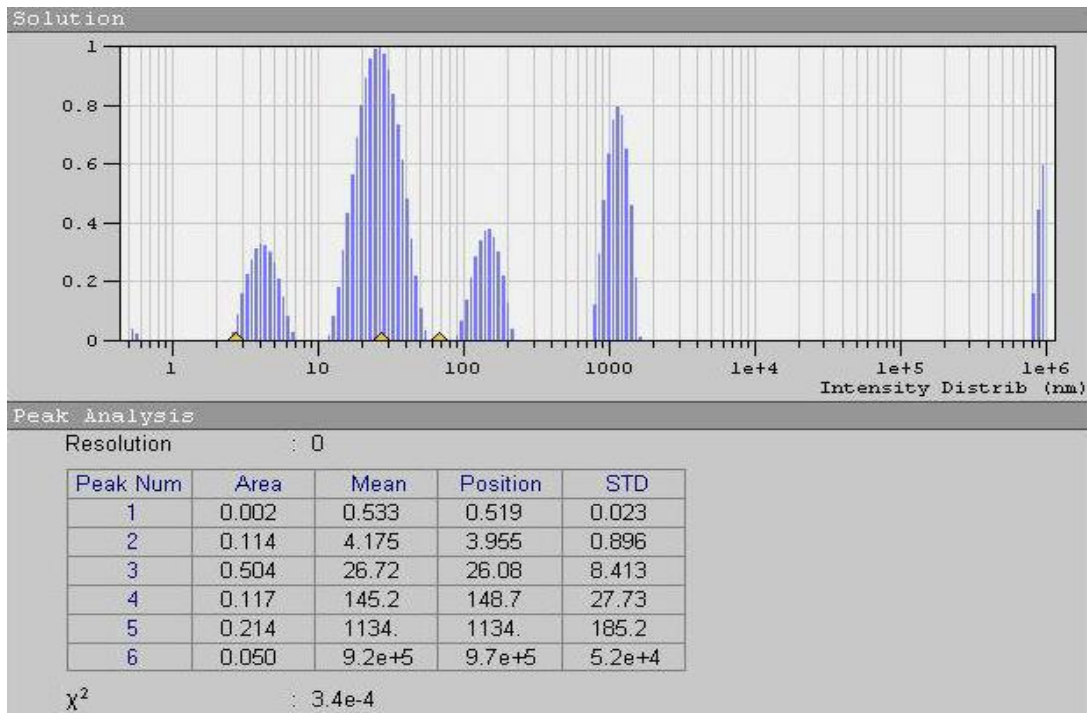 Solution
1
0.8
0.6
0.4
0.2
0
1 10 100 1000 1e+4 1e+5 1e+6
Intensity Distrib (nm)
Peak Analysis
Resolution : 0
Peak Num Area Mean Position STD
1 0.002 0.533 0.519 0.023
2 0.114 4.175 3.955 0.896
3 0.504 26.72 26.08 8.413
4 0.117 145.2 148.7 27.73
5 0.214 1134. 1134. 185.2
6 0.050 9.2e+5 9.7e+5 5.2e+4
χ² : 3.4e-4